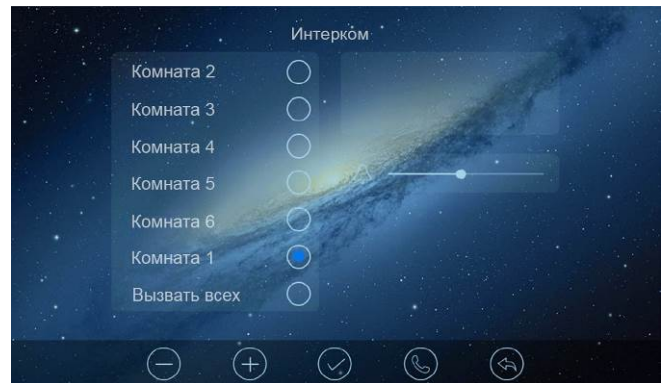 Интерком
Комната 2
Комната 3
Комната 4
Комната 5
Комната 6
Комната 1
Вызвать всех